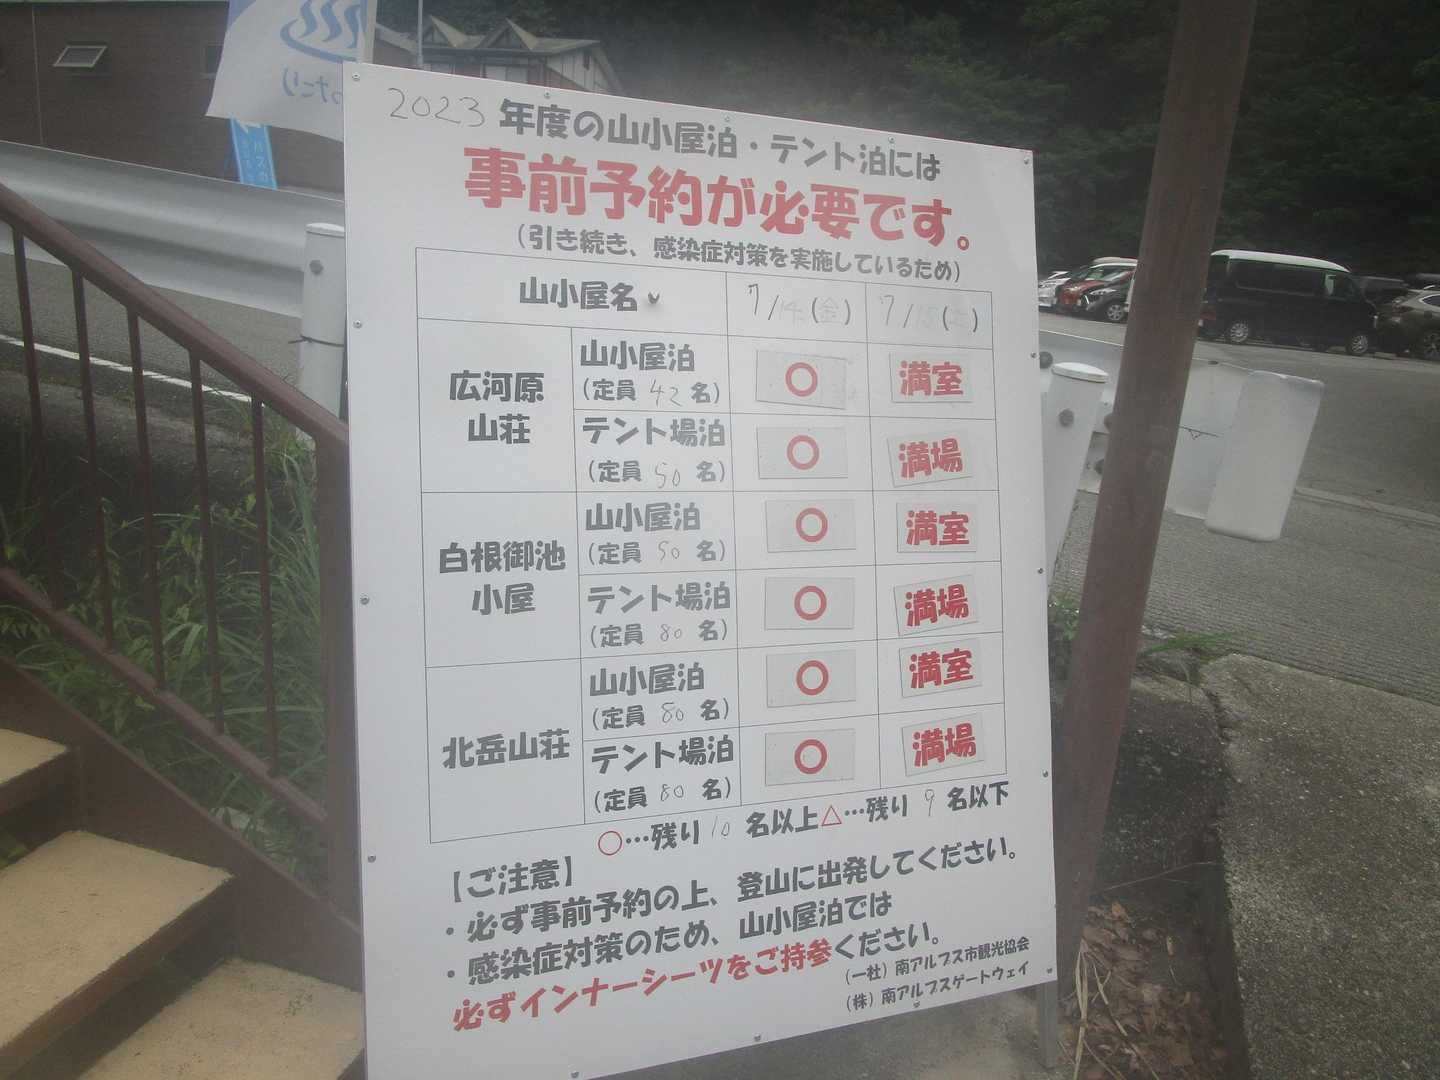 ったり
2023 年度の山小屋泊・テント泊には
事前予約が必要です。
(引き続き、感染症対策を実施しているため)
山小屋名 7/14(金) 7/15(土)
広河原山荘 山小屋泊 (定員 42 名) ○ 満室
テント場泊 (定員 50 名) ○ 満場
白根御池小屋 山小屋泊 (定員 50 名) ○ 満室
テント場泊 (定員 80 名) ○ 満場
北岳山荘 山小屋泊 (定員 80 名) ○ 満室
テント場泊 (定員 80 名) ○ 満場
○…残り 10 名以上 △…残り 9 名以下
【ご注意】
・必ず事前予約の上、登山に出発してください。
・感染症対策のため、山小屋泊では
必ずインナーシーツをご持参ください。
(一社) 南アルプス市観光協会
(株) 南アルプスゲートウェイ